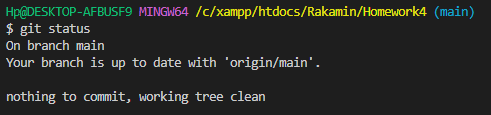 Hp@DESKTOP-AFBUSF9 MINGW64 /c/xampp/htdocs/Rakamin/Homework4 (main)
$ git status
On branch main
Your branch is up to date with 'origin/main'.
nothing to commit, working tree clean